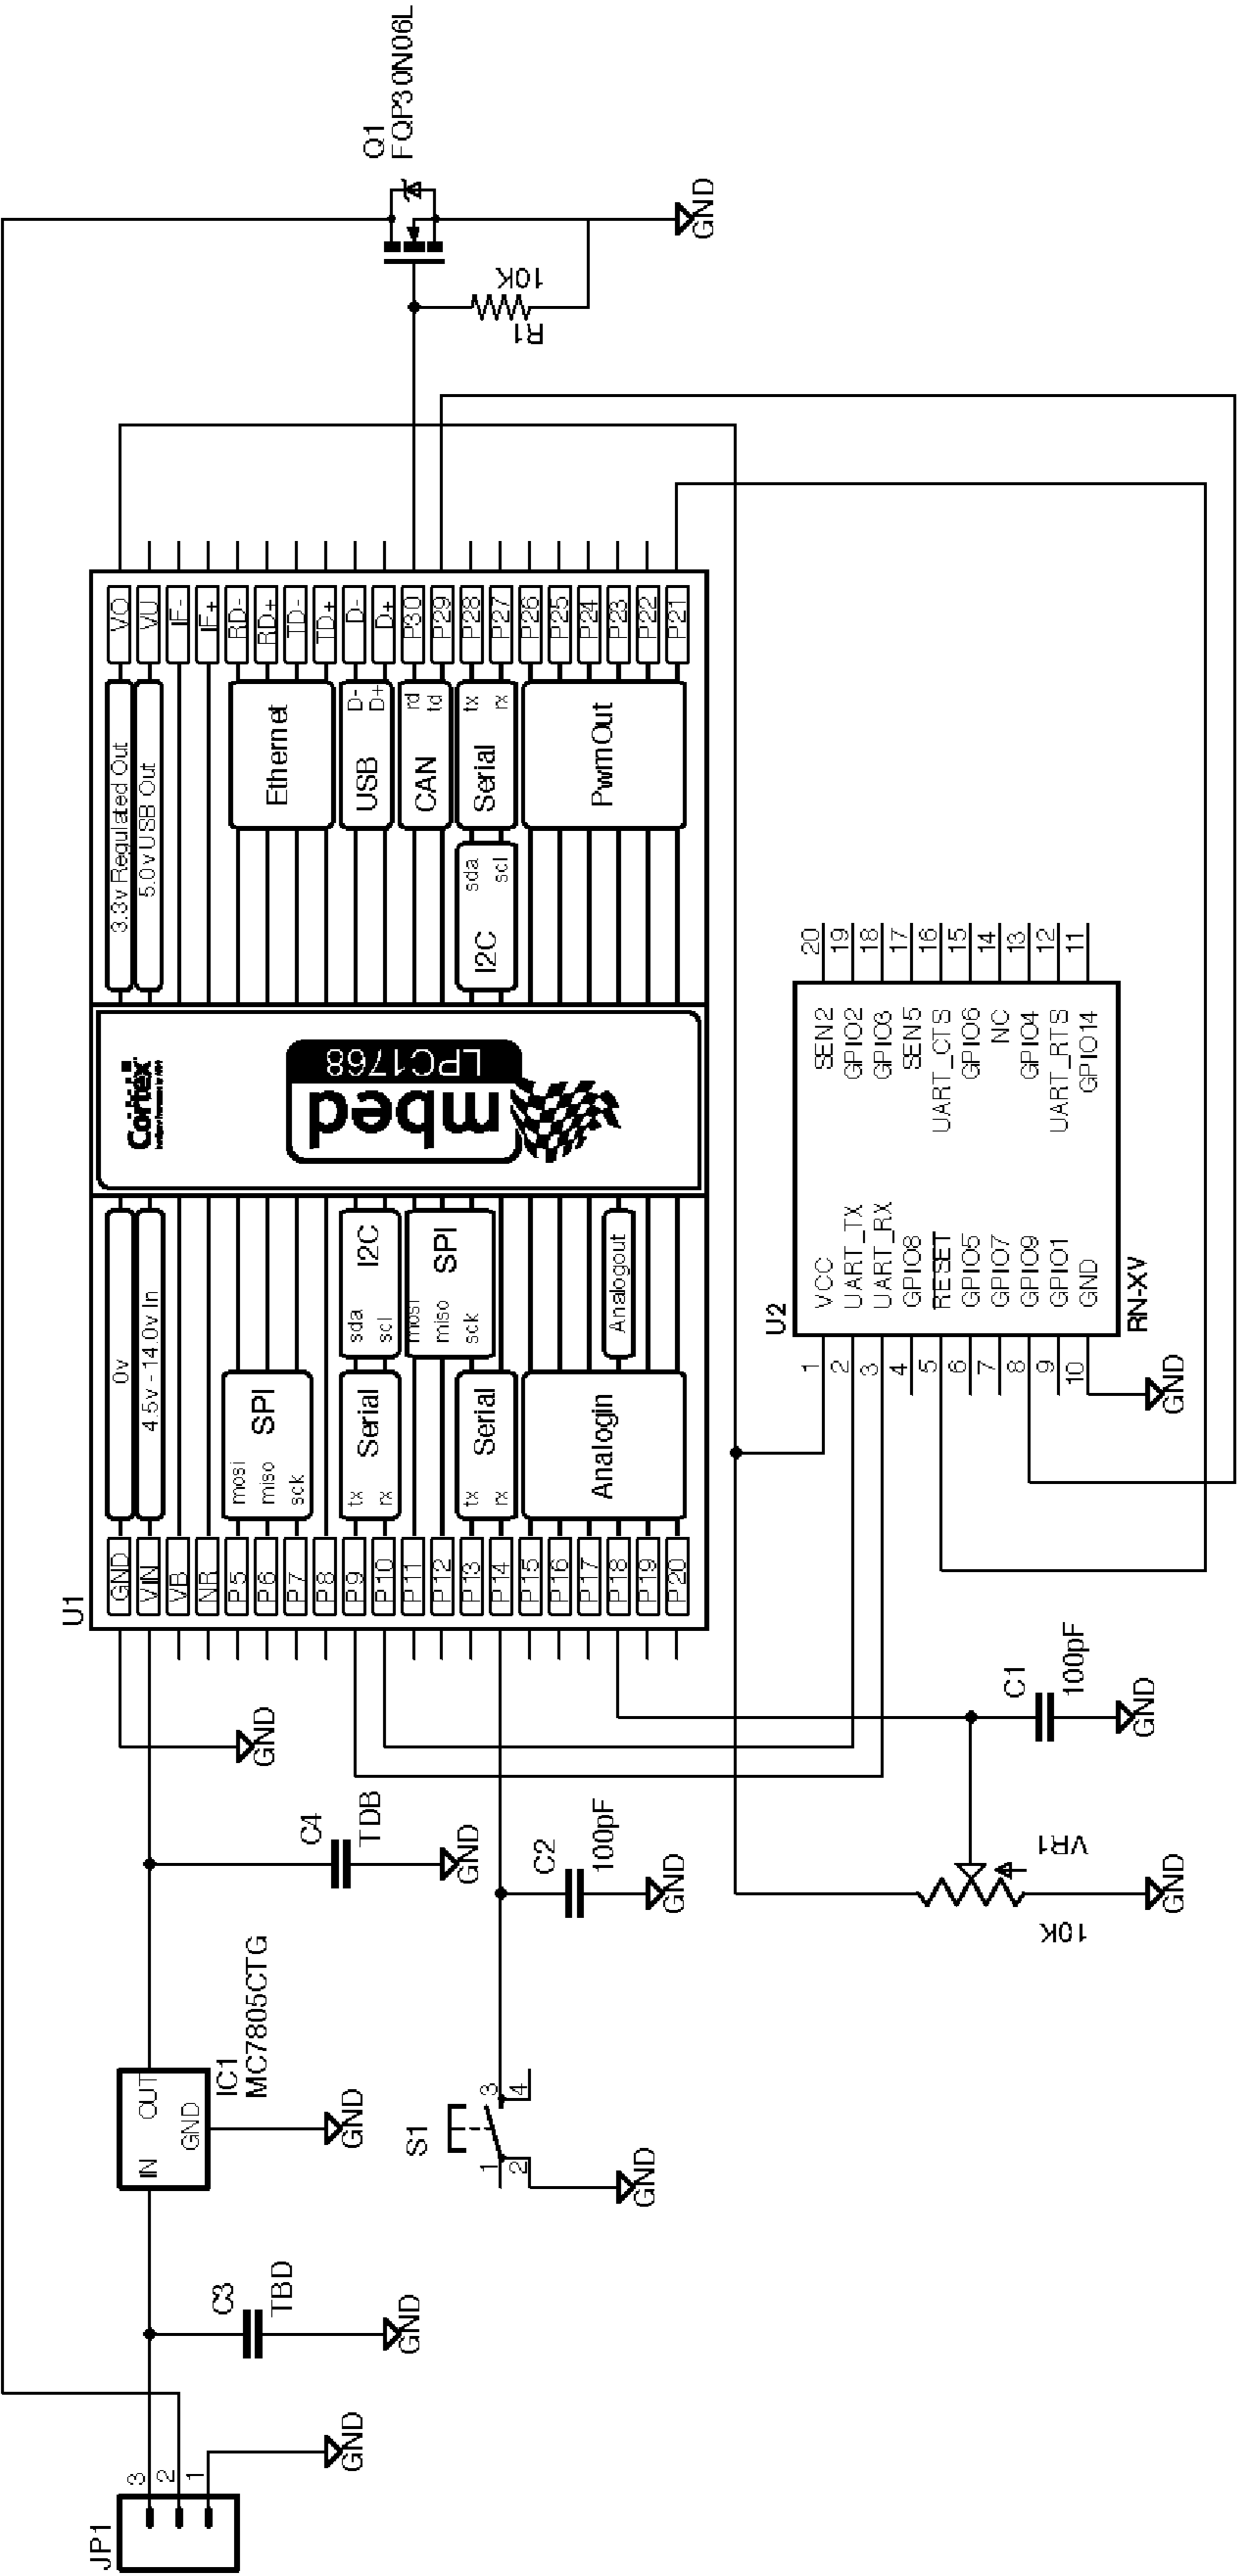 JP1
3
2
1
GND
C3
TBD
GND
IN
OUT
GND
IC1
MC7805CTG
GND
S1
1
2
3
4
GND
C4
TDB
GND
C2
100pF
GND
10K
VR1
GND
C1
100pF
GND
GND
U1
GND
VIN
VB
NR
P5
P6
P7
P8
P9
P10
P11
P12
P13
P14
P15
P16
P17
P18
P19
P20
0v
4.5v - 14.0v In
mosi
miso
sck
SPI
tx
rx
Serial
sda
scl
I2C
mosi
miso
sck
SPI
tx
rx
Serial
AnalogIn
Analogout
Cortex
mbed
LPC1768
3.3v Regulated Out
5.0v USB Out
Ethernet
USB
D-
D+
CAN
rd
td
I2C
sda
scl
Serial
tx
rx
PwmOut
VO
VU
IF-
IF+
RD-
RD+
TD-
TD+
D-
D+
P30
P29
P28
P27
P26
P25
P24
P23
P22
P21
U2
1
2
3
4
5
6
7
8
9
10
VCC
UART_TX
UART_RX
GPIO8
RESET
GPIO5
GPIO7
GPIO9
GPIO1
GND
SEN2
GPIO2
GPIO3
SEN5
UART_CTS
GPIO6
NC
GPIO4
UART_RTS
GPIO14
20
19
18
17
16
15
14
13
12
11
RN-XV
GND
R1
10K
Q1
FQP30N06L
GND